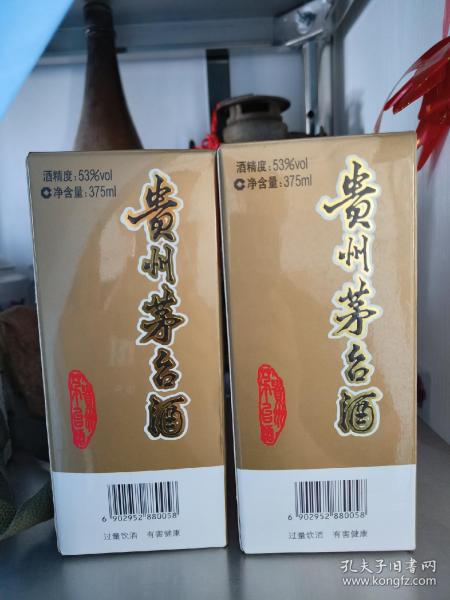 酒精度：53%vol
净含量：375ml
貴州茅台酒
6 902952 880058
过量饮酒 有害健康
酒精度：53%vol
净含量：375ml
貴州茅台酒
6 902952 880058
过量饮酒 有害健康
孔夫子旧书网
www.kongfz.com